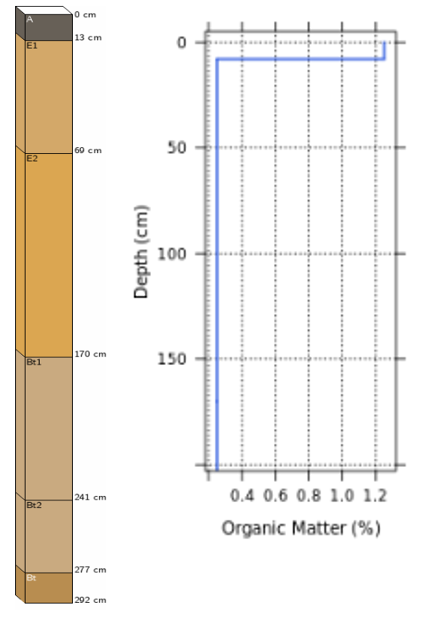 A
0 cm
13 cm
E1
69 cm
E2
170 cm
Bt1
241 cm
Bt2
277 cm
Bt
292 cm
0
50
100
150
Depth (cm)
0.4 0.6 0.8 1.0 1.2
Organic Matter (%)